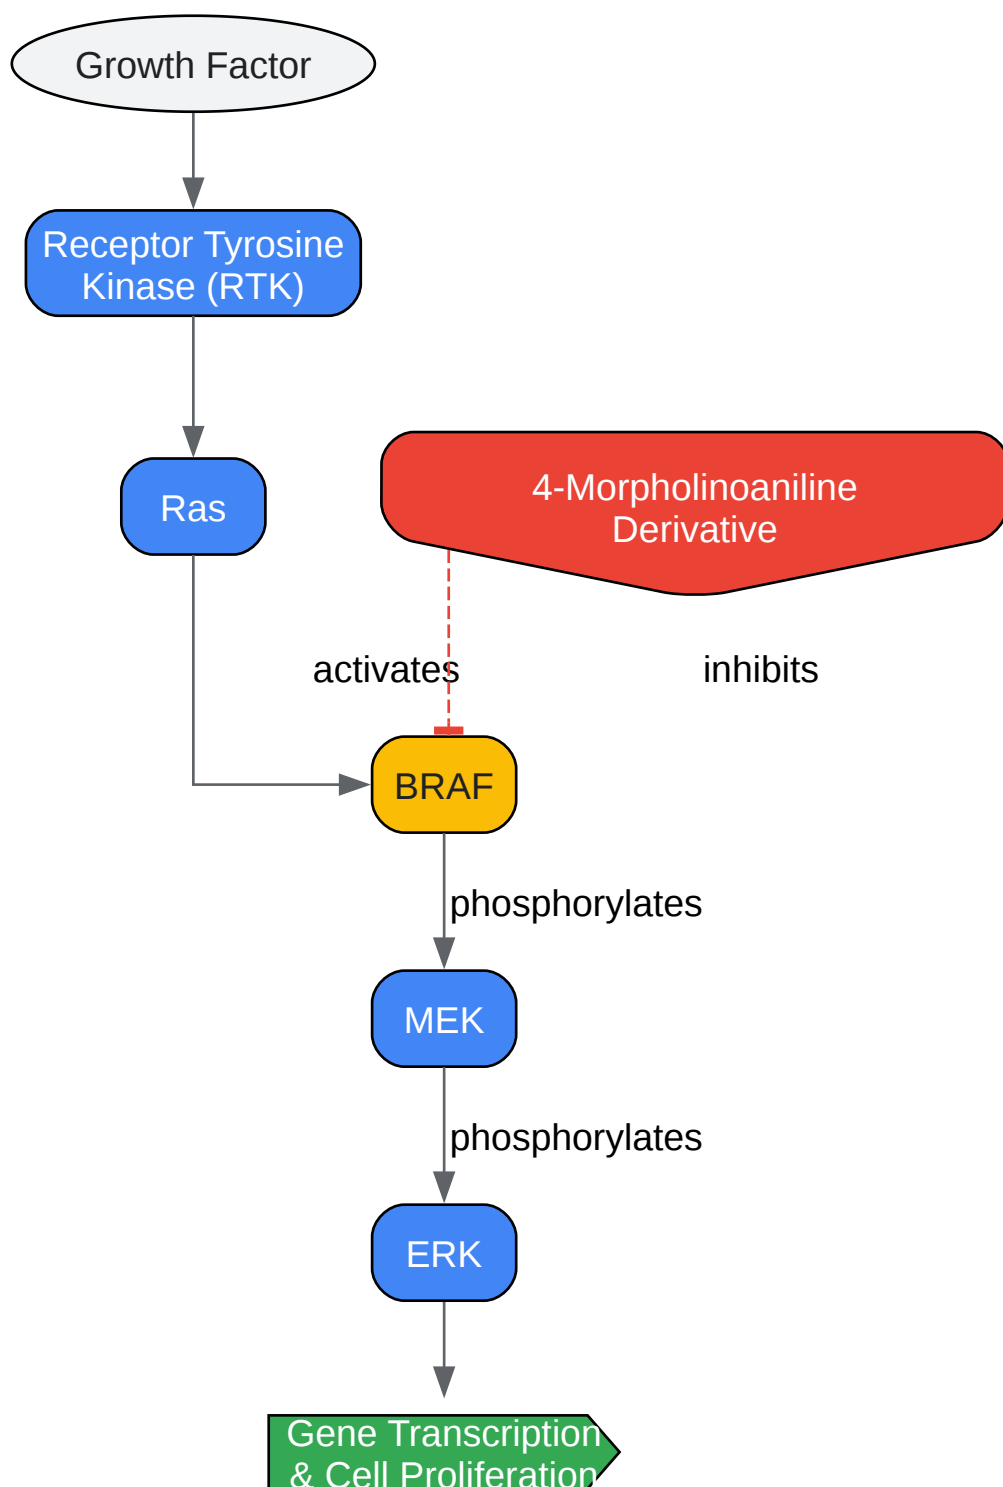 Growth Factor
Receptor Tyrosine
Kinase (RTK)
Ras
4-Morpholinoaniline
Derivative
activates
inhibits
BRAF
phosphorylates
MEK
phosphorylates
ERK
Gene Transcription
& Cell Proliferation